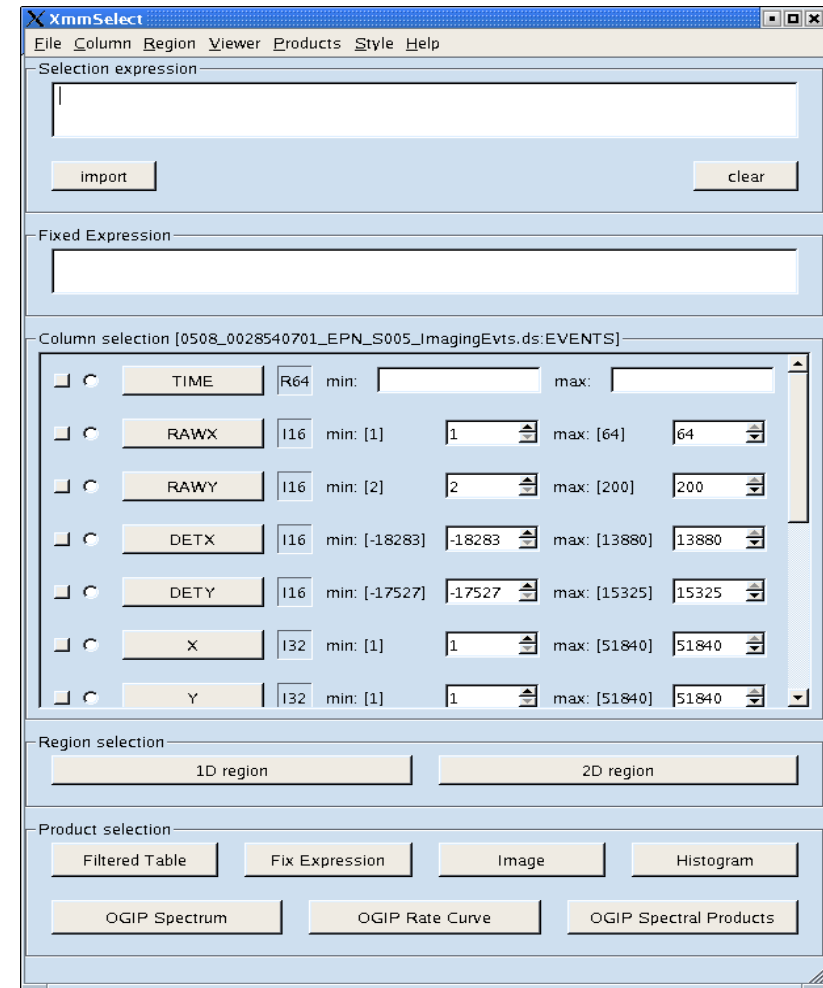 XmmSelect
File Column Region Viewer Products Style Help
Selection expression
import clear
Fixed Expression
Column selection [0508_0028540701_EPN_S005_ImagingEvts.ds:EVENTS]
TIME R64 min: max:
RAWX I16 min: [1] 1 max: [64] 64
RAWY I16 min: [2] 2 max: [200] 200
DETX I16 min: [-18283] -18283 max: [13880] 13880
DETY I16 min: [-17527] -17527 max: [15325] 15325
X I32 min: [1] 1 max: [51840] 51840
Y I32 min: [1] 1 max: [51840] 51840
Region selection
1D region 2D region
Product selection
Filtered Table Fix Expression Image Histogram
OGIP Spectrum OGIP Rate Curve OGIP Spectral Products